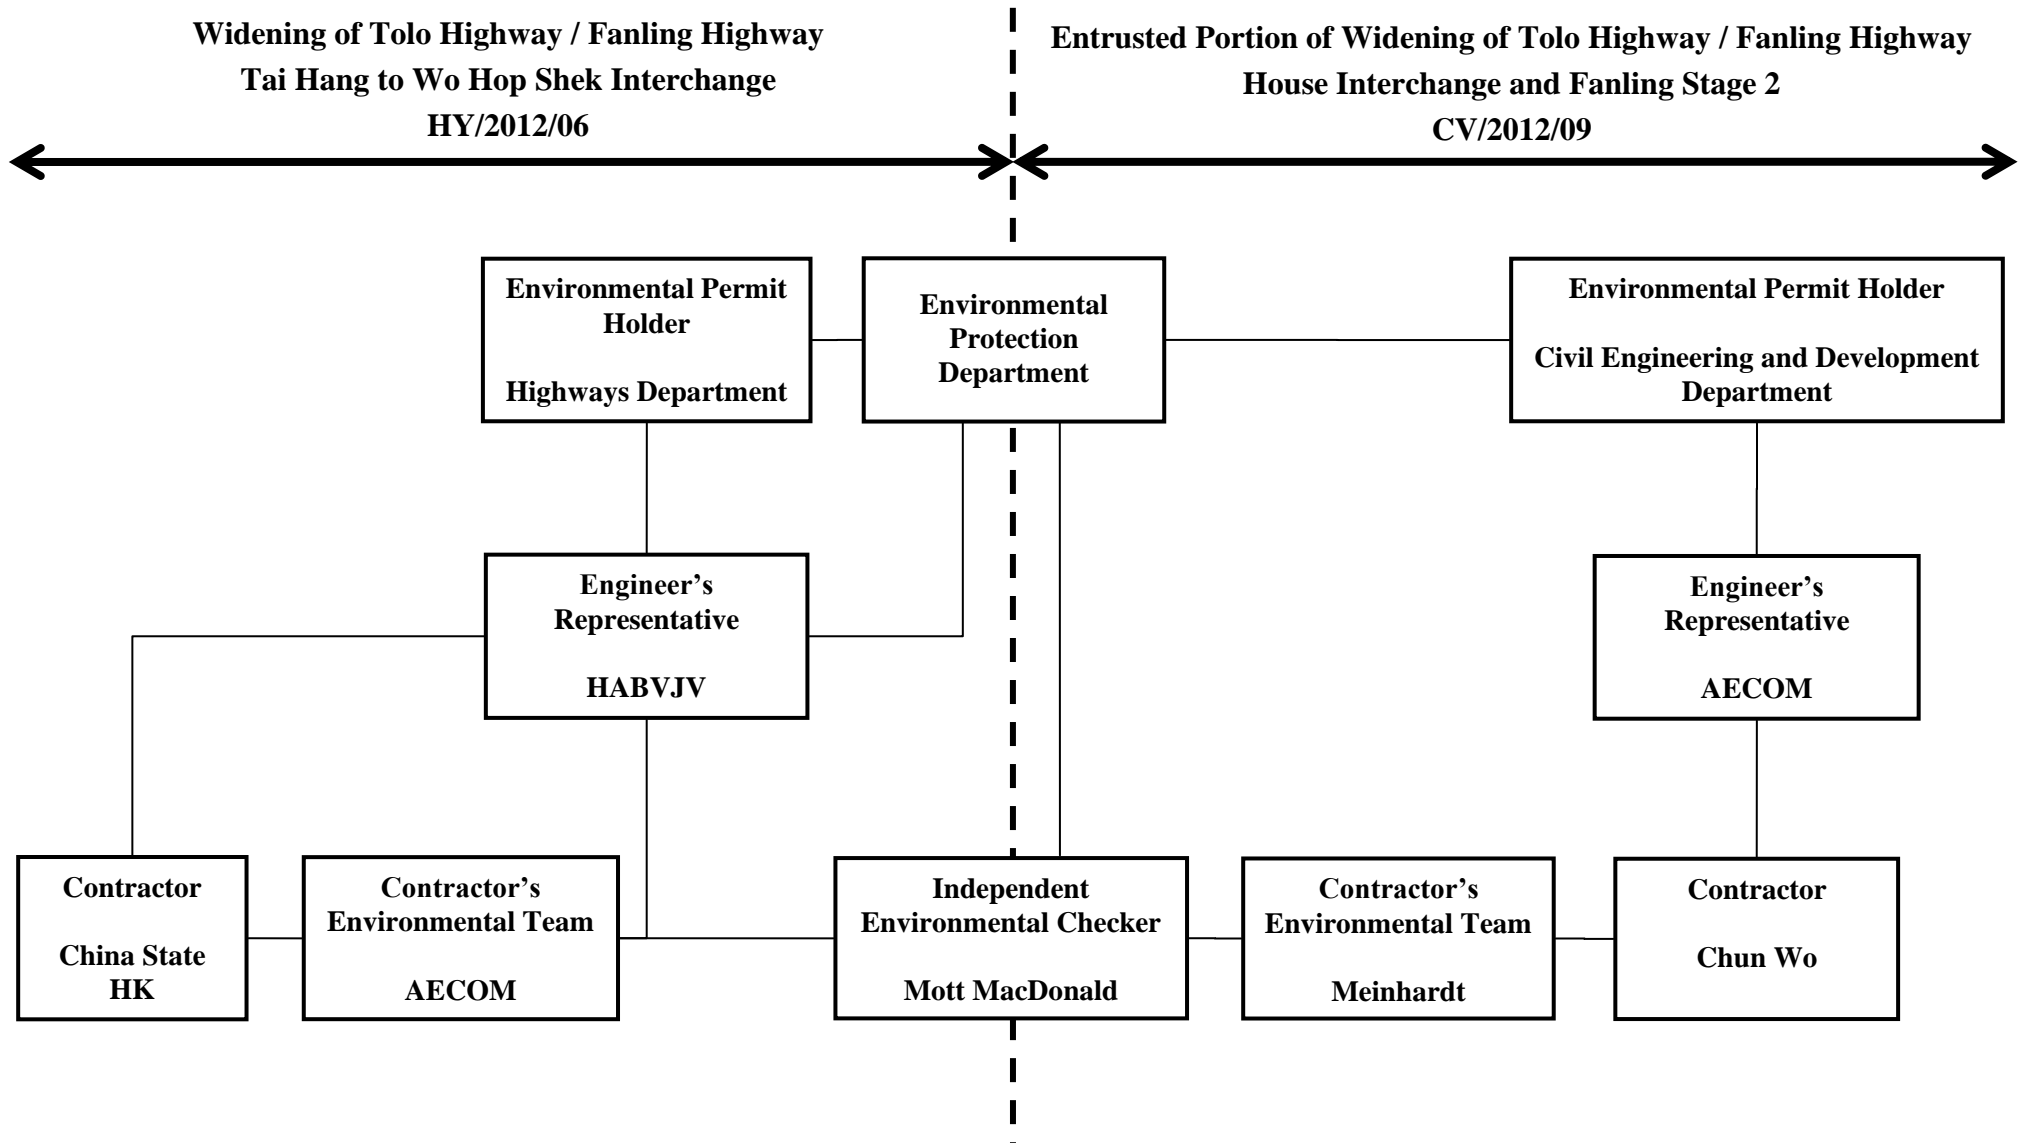 Widening of Tolo Highway / Fanling Highway
Tai Hang to Wo Hop Shek Interchange
HY/2012/06
Entrusted Portion of Widening of Tolo Highway / Fanling Highway
House Interchange and Fanling Stage 2
CV/2012/09
Environmental Permit
Holder
Highways Department
Environmental
Protection
Department
Environmental Permit Holder
Civil Engineering and Development
Department
Engineer’s
Representative
HABVJV
Engineer’s
Representative
AECOM
Contractor
China State
HK
Contractor’s
Environmental Team
AECOM
Independent
Environmental Checker
Mott MacDonald
Contractor’s
Environmental Team
Meinhardt
Contractor
Chun Wo